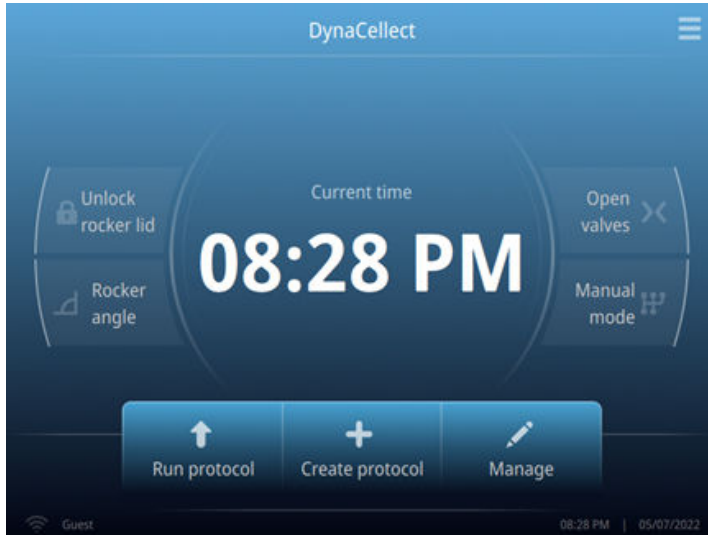 DynaCellect
Unlock
rocker lid
Current time
Open
valves
08:28 PM
Rocker
angle
Manual
mode
Run protocol
Create protocol
Manage
Guest
08:28 PM | 05/07/2022